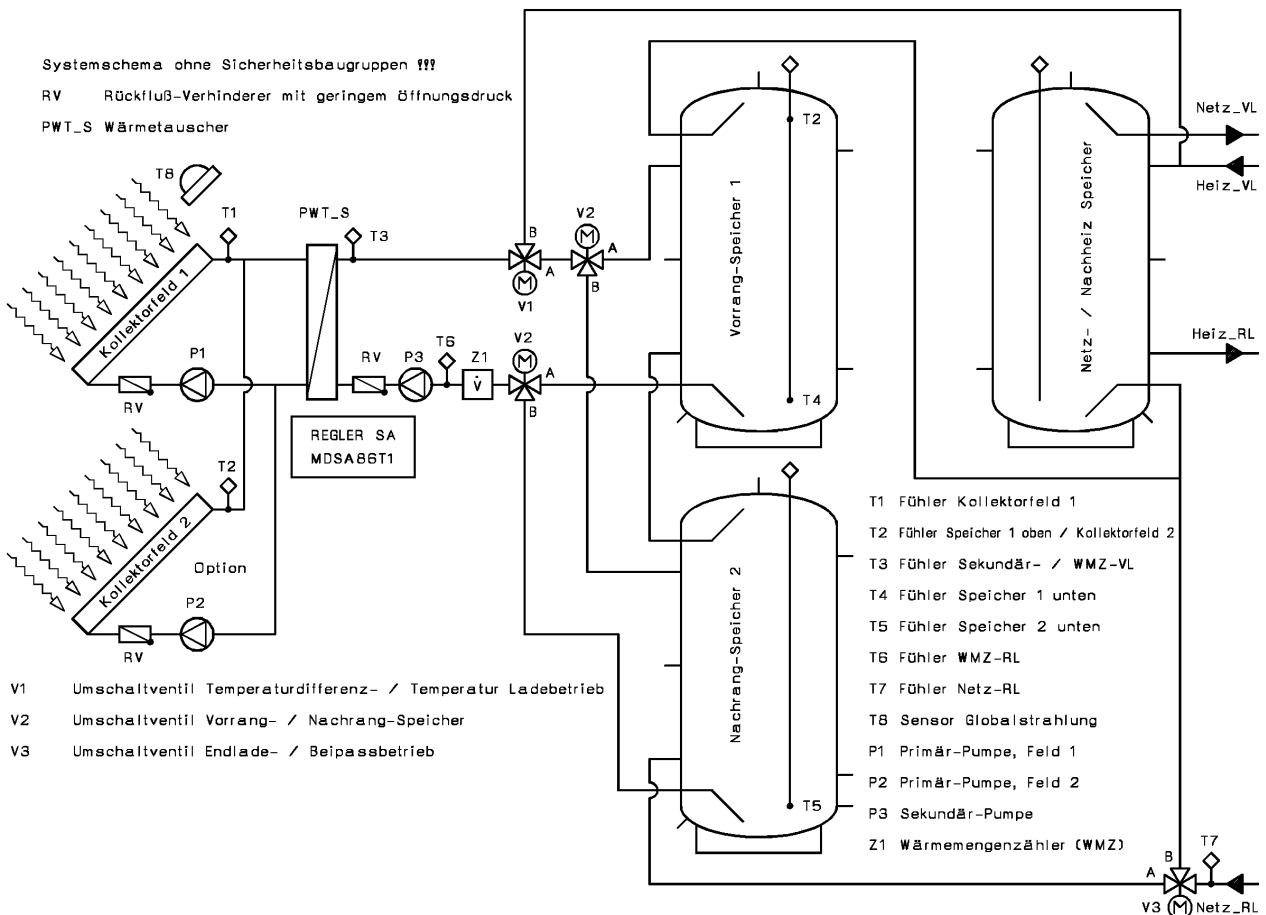 Systemschema ohne Sicherheitsbaugruppen !!!
RV Rückfluß-Verhinderer mit geringem Öffnungsdruck
PWT_S Wärmetauscher
T8
T1
PWT_S
T3
Kollektorfeld 1
P1
RV
RV
P3
T6
Z1
V̇
REGLER SA
MDSA86T1
T2
Kollektorfeld 2
Option
P2
RV
B
A
M
V1
V2
M
A
B
V2
M
A
B
T2
Vorrang-Speicher 1
T4
Nachrang-Speicher 2
T5
Netz- / Nachheiz Speicher
Netz_VL
Heiz_VL
Heiz_RL
V1 Umschaltventil Temperaturdifferenz- / Temperatur Ladebetrieb
V2 Umschaltventil Vorrang- / Nachrang-Speicher
V3 Umschaltventil Endlade- / Beipassbetrieb
T1 Fühler Kollektorfeld 1
T2 Fühler Speicher 1 oben / Kollektorfeld 2
T3 Fühler Sekundär- / WMZ-VL
T4 Fühler Speicher 1 unten
T5 Fühler Speicher 2 unten
T6 Fühler WMZ-RL
T7 Fühler Netz-RL
T8 Sensor Globalstrahlung
P1 Primär-Pumpe, Feld 1
P2 Primär-Pumpe, Feld 2
P3 Sekundär-Pumpe
Z1 Wärmemengenzähler (WMZ)
B
A
T7
V3 M Netz_RL